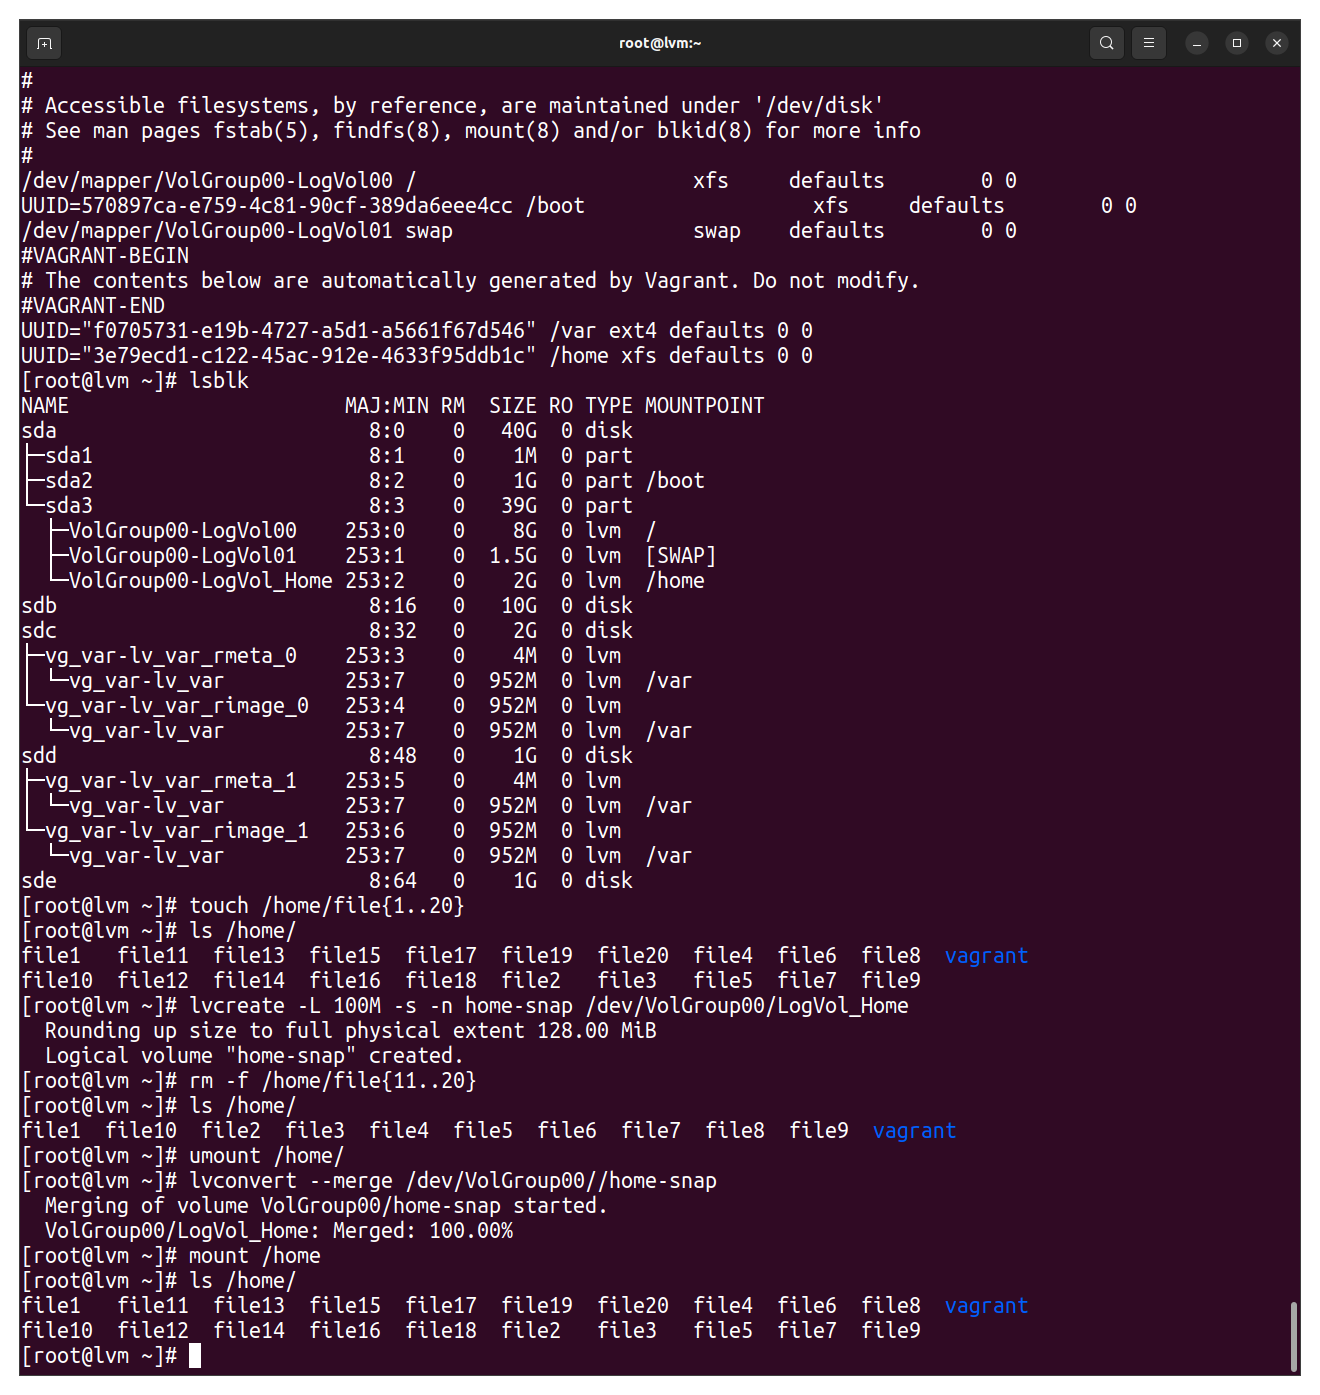 root@lvm:~
#
# Accessible filesystems, by reference, are maintained under '/dev/disk'
# See man pages fstab(5), findfs(8), mount(8) and/or blkid(8) for more info
#
/dev/mapper/VolGroup00-LogVol00 /                       xfs     defaults        0 0
UUID=570897ca-e759-4c81-90cf-389da6eee4cc /boot                   xfs     defaults        0 0
/dev/mapper/VolGroup00-LogVol01 swap                    swap    defaults        0 0
#VAGRANT-BEGIN
# The contents below are automatically generated by Vagrant. Do not modify.
#VAGRANT-END
UUID="f0705731-e19b-4727-a5d1-a5661f67d546" /var ext4 defaults 0 0
UUID="3e79ecd1-c122-45ac-912e-4633f95ddb1c" /home xfs defaults 0 0
[root@lvm ~]# lsblk
NAME                       MAJ:MIN RM  SIZE RO TYPE MOUNTPOINT
sda                          8:0    0   40G  0 disk
├─sda1                       8:1    0    1M  0 part
├─sda2                       8:2    0    1G  0 part /boot
└─sda3                       8:3    0   39G  0 part
  ├─VolGroup00-LogVol00    253:0    0    8G  0 lvm  /
  ├─VolGroup00-LogVol01    253:1    0  1.5G  0 lvm  [SWAP]
  └─VolGroup00-LogVol_Home 253:2    0    2G  0 lvm  /home
sdb                          8:16   0   10G  0 disk
sdc                          8:32   0    2G  0 disk
├─vg_var-lv_var_rmeta_0    253:3    0    4M  0 lvm
│ └─vg_var-lv_var          253:7    0  952M  0 lvm  /var
└─vg_var-lv_var_rimage_0   253:4    0  952M  0 lvm
  └─vg_var-lv_var          253:7    0  952M  0 lvm  /var
sdd                          8:48   0    1G  0 disk
├─vg_var-lv_var_rmeta_1    253:5    0    4M  0 lvm
│ └─vg_var-lv_var          253:7    0  952M  0 lvm  /var
└─vg_var-lv_var_rimage_1   253:6    0  952M  0 lvm
  └─vg_var-lv_var          253:7    0  952M  0 lvm  /var
sde                          8:64   0    1G  0 disk
[root@lvm ~]# touch /home/file{1..20}
[root@lvm ~]# ls /home/
file1   file11  file13  file15  file17  file19  file20  file4  file6  file8  vagrant
file10  file12  file14  file16  file18  file2   file3   file5  file7  file9
[root@lvm ~]# lvcreate -L 100M -s -n home-snap /dev/VolGroup00/LogVol_Home
  Rounding up size to full physical extent 128.00 MiB
  Logical volume "home-snap" created.
[root@lvm ~]# rm -f /home/file{11..20}
[root@lvm ~]# ls /home/
file1  file10  file2  file3  file4  file5  file6  file7  file8  file9  vagrant
[root@lvm ~]# umount /home/
[root@lvm ~]# lvconvert --merge /dev/VolGroup00//home-snap
  Merging of volume VolGroup00/home-snap started.
  VolGroup00/LogVol_Home: Merged: 100.00%
[root@lvm ~]# mount /home
[root@lvm ~]# ls /home/
file1   file11  file13  file15  file17  file19  file20  file4  file6  file8  vagrant
file10  file12  file14  file16  file18  file2   file3   file5  file7  file9
[root@lvm ~]#